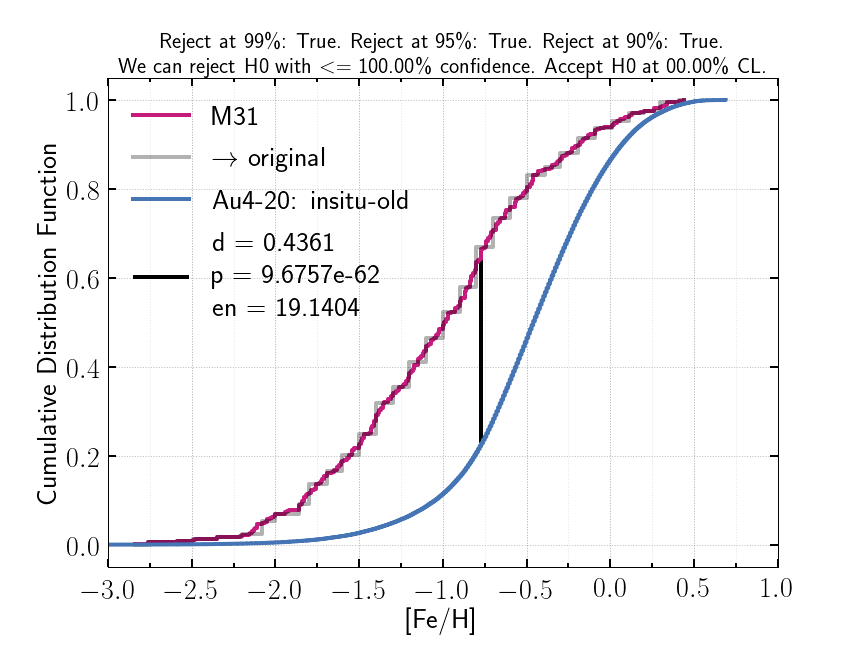 Reject at 99%: True. Reject at 95%: True. Reject at 90%: True.
We can reject H0 with <= 100.00% confidence. Accept H0 at 00.00% CL.
M31
→ original
Au4-20: insitu-old
d = 0.4361
p = 9.6757e-62
en = 19.1404
Cumulative Distribution Function
1.0
0.8
0.6
0.4
0.2
0.0
−3.0 −2.5 −2.0 −1.5 −1.0 −0.5 0.0 0.5 1.0
[Fe/H]